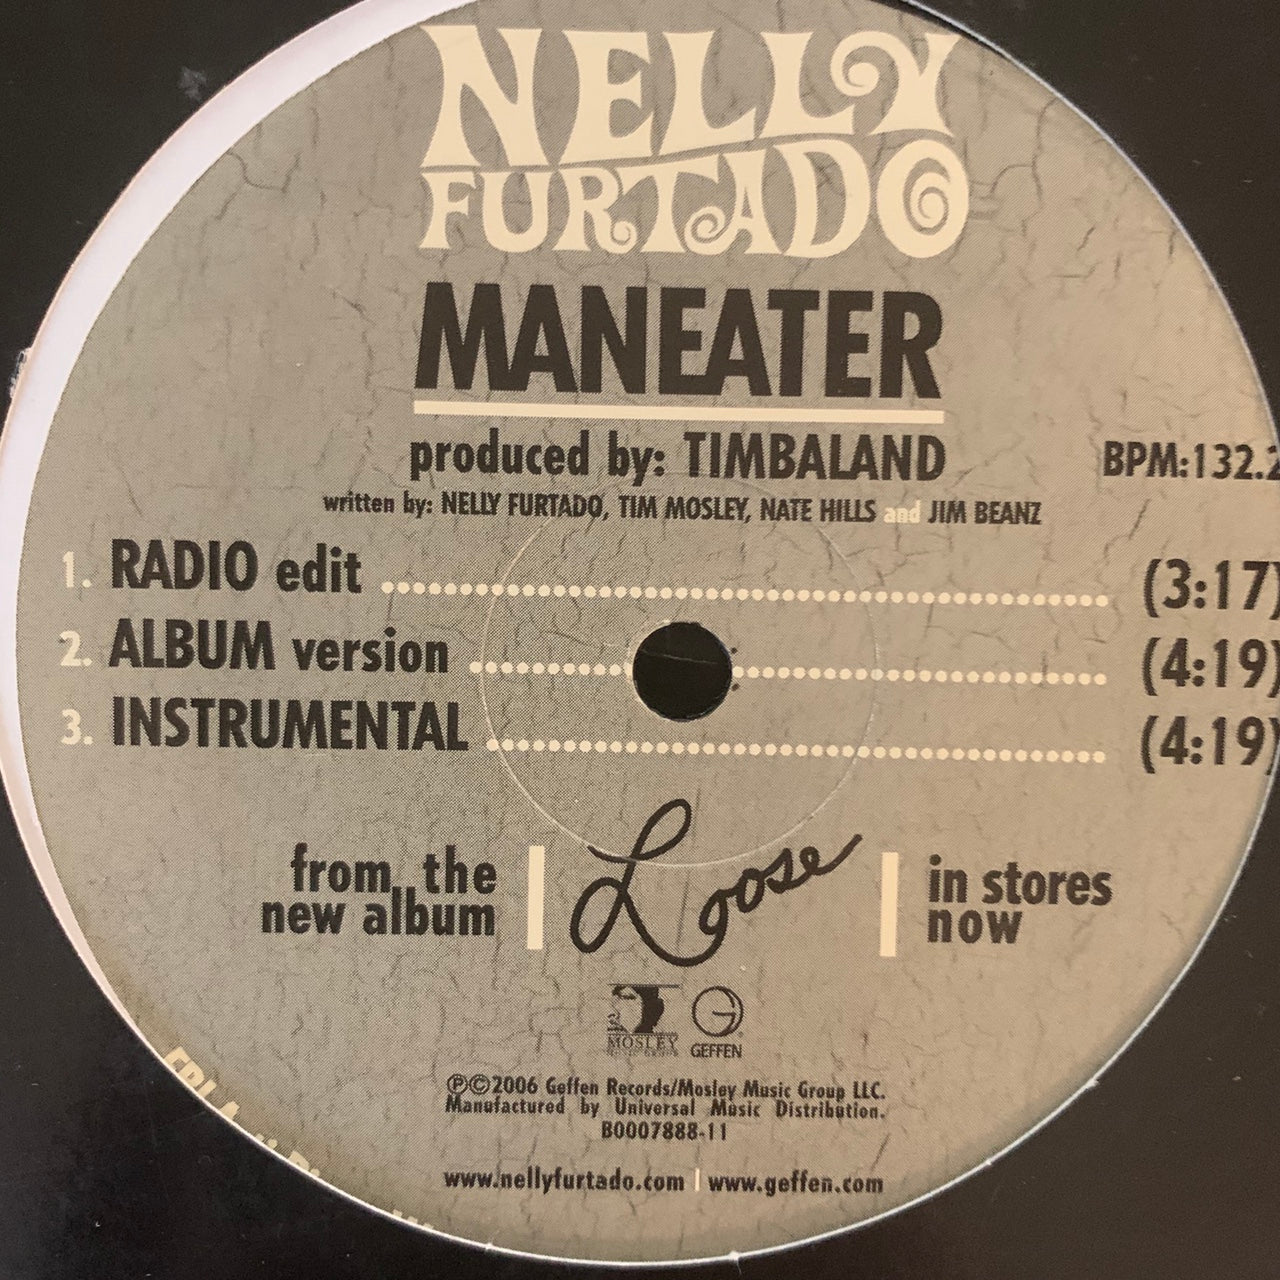 NELLY
FURTADO
MANEATER
produced by: TIMBALAND
BPM:132.2
written by: NELLY FURTADO, TIM MOSLEY, NATE HILLS and JIM BEANZ
1. RADIO edit (3:17)
2. ALBUM version (4:19)
3. INSTRUMENTAL (4:19)
from the
new album
Loose
in stores
now
MOSLEY
GEFFEN
℗©2006 Geffen Records/Mosley Music Group LLC.
Manufactured by Universal Music Distribution.
B0007888-11
www.nellyfurtado.com | www.geffen.com